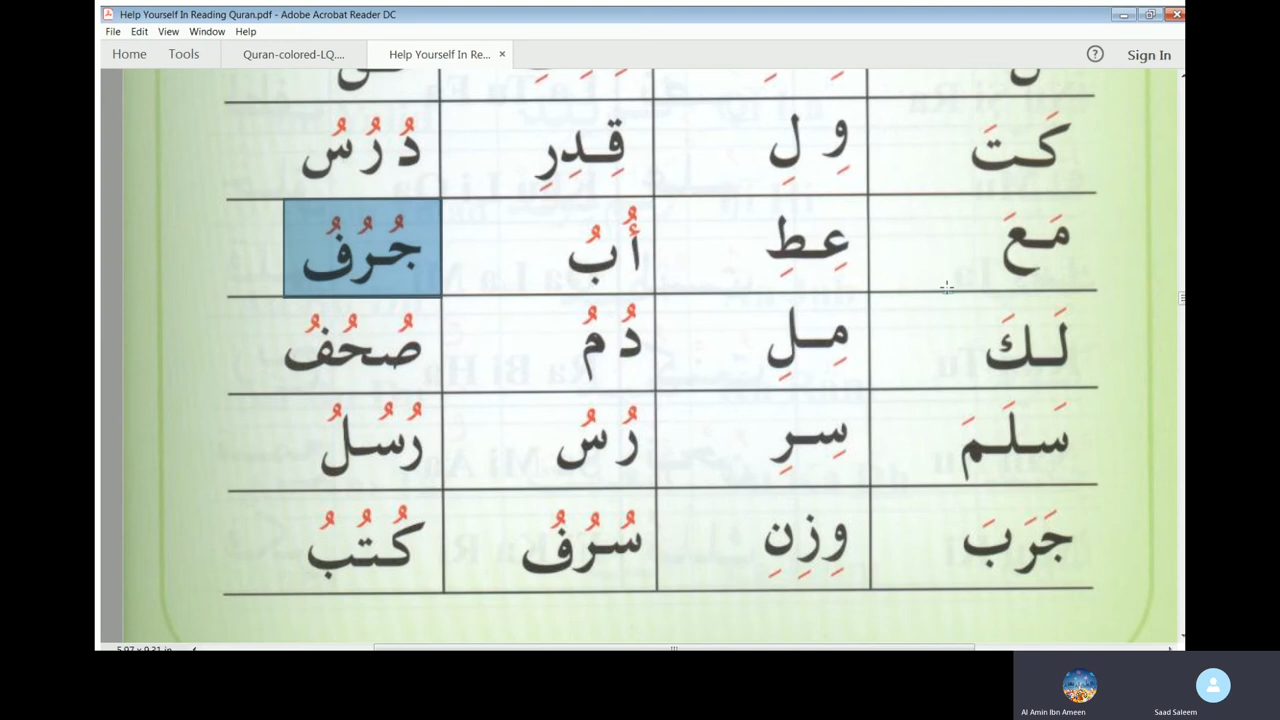 Help Yourself In Reading Quran.pdf - Adobe Acrobat Reader DC
File Edit View Window Help
Home Tools Quran-colored-LQ.... Help Yourself In Re... × ? Sign In
كَتَ وِ لِ قِدِرِ دُ رُ سُ
مَعَ عِطِ أُ بُ جُرُفُ
لَكَ مِلِ دُ مُ صُحُفُ
سَلَمَ سِرِ رُ سُ رُسُلُ
جَرَبَ وِزِنِ سُرُفُ كُتُبُ
Al Amin Ibn Ameen Saad Saleem